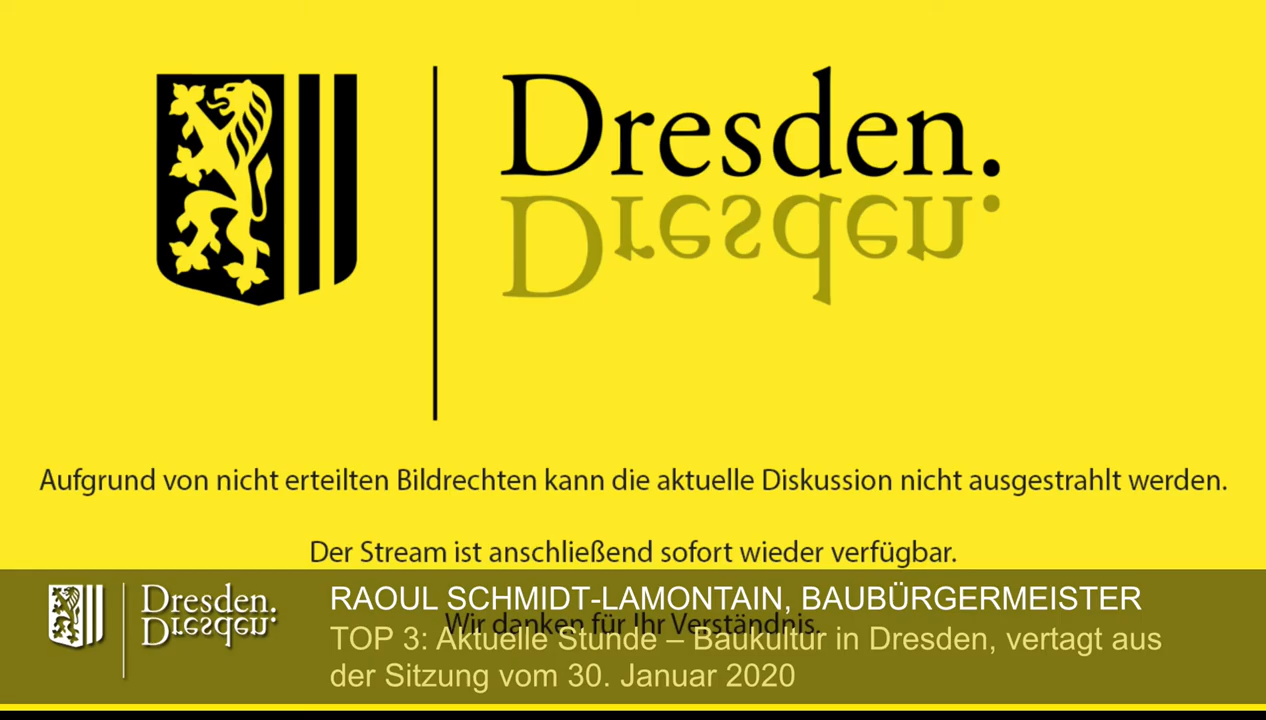 Dresden.
Dresden.
Aufgrund von nicht erteilten Bildrechten kann die aktuelle Diskussion nicht ausgestrahlt werden.
Der Stream ist anschließend sofort wieder verfügbar.
Dresden.
Dresden.
RAOUL SCHMIDT-LAMONTAIN, BAUBÜRGERMEISTER
Wir danken für Ihr Verständnis.
TOP 3: Aktuelle Stunde – Baukultur in Dresden, vertagt aus
der Sitzung vom 30. Januar 2020